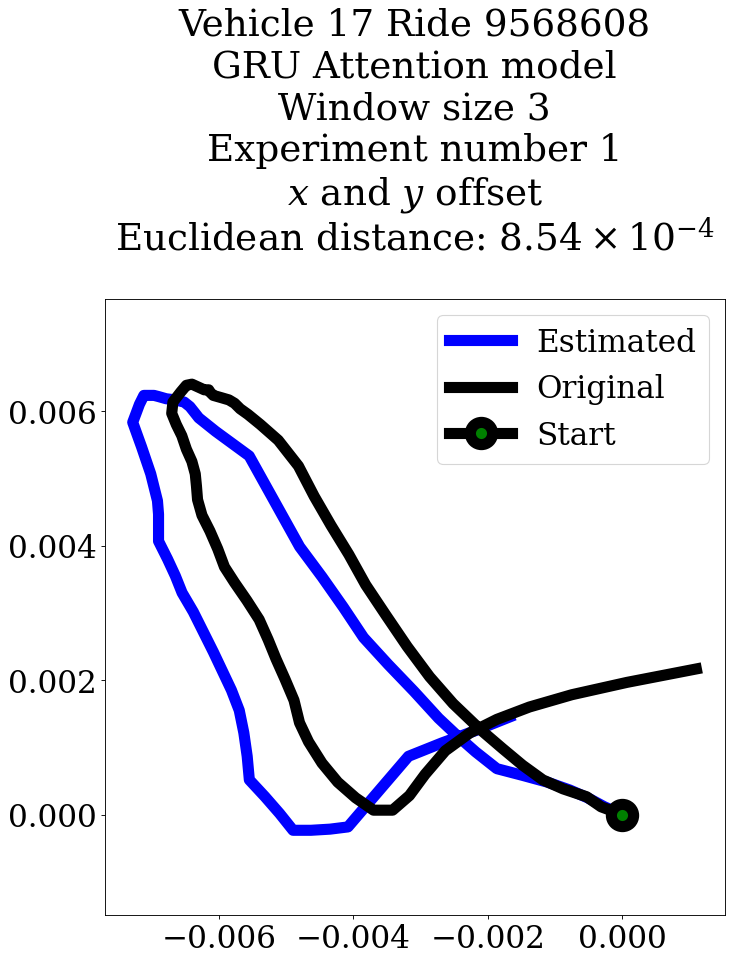 Vehicle 17 Ride 9568608
GRU Attention model
Window size 3
Experiment number 1
x and y offset
Euclidean distance: 8.54 × 10⁻⁴
Estimated
Original
Start
0.006
0.004
0.002
0.000
−0.006 −0.004 −0.002 0.000